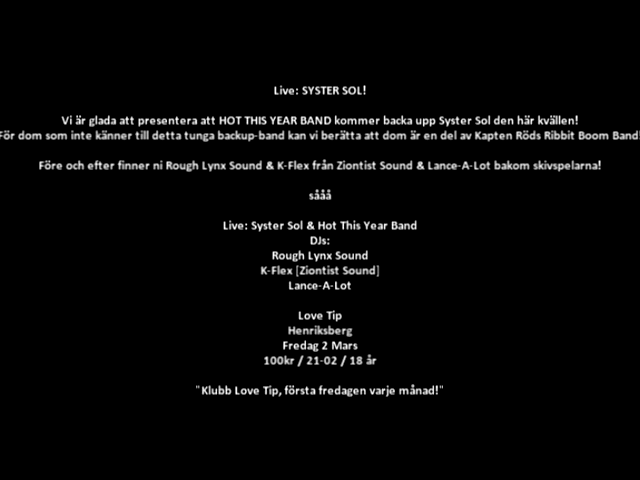 Live: SYSTER SOL!
Vi är glada att presentera att HOT THIS YEAR BAND kommer backa upp Syster Sol den här kvällen!
För dom som inte känner till detta tunga backup-band kan vi berätta att dom är en del av Kapten Röds Ribbit Boom Band!
Före och efter finner ni Rough Lynx Sound & K-Flex från Ziontist Sound & Lance-A-Lot bakom skivspelarna!
sååå
Live: Syster Sol & Hot This Year Band
DJs:
Rough Lynx Sound
K-Flex [Ziontist Sound]
Lance-A-Lot
Love Tip
Henriksberg
Fredag 2 Mars
100kr / 21-02 / 18 år
"Klubb Love Tip, första fredagen varje månad!"